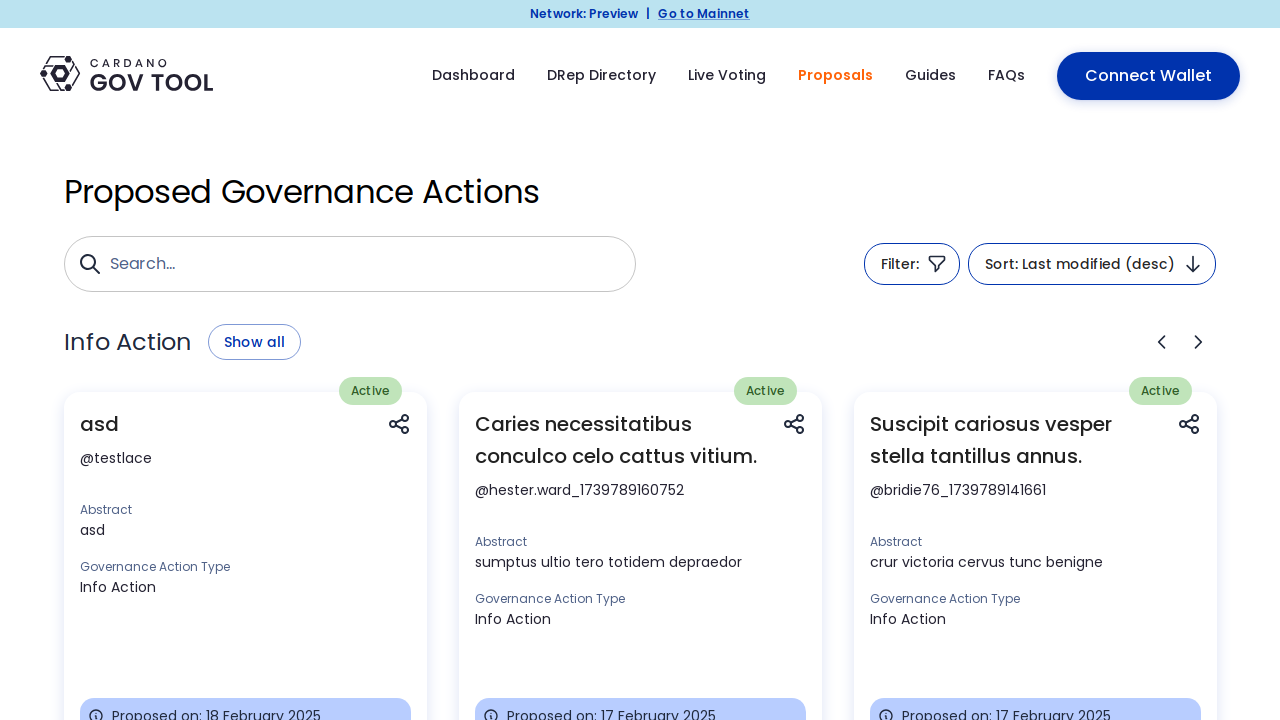 Network: Preview | Go to Mainnet
CARDANO
GOV TOOL
Dashboard DRep Directory Live Voting Proposals Guides FAQs Connect Wallet
Proposed Governance Actions
Search...
Filter: Sort: Last modified (desc)
Info Action Show all
Active
asd
@testlace
Abstract
asd
Governance Action Type
Info Action
Proposed on: 18 February 2025
Active
Caries necessitatibus
conculco celo cattus vitium.
@hester.ward_1739789160752
Abstract
sumptus ultio tero totidem depraedor
Governance Action Type
Info Action
Proposed on: 17 February 2025
Active
Suscipit cariosus vesper
stella tantillus annus.
@bridie76_1739789141661
Abstract
crur victoria cervus tunc benigne
Governance Action Type
Info Action
Proposed on: 17 February 2025